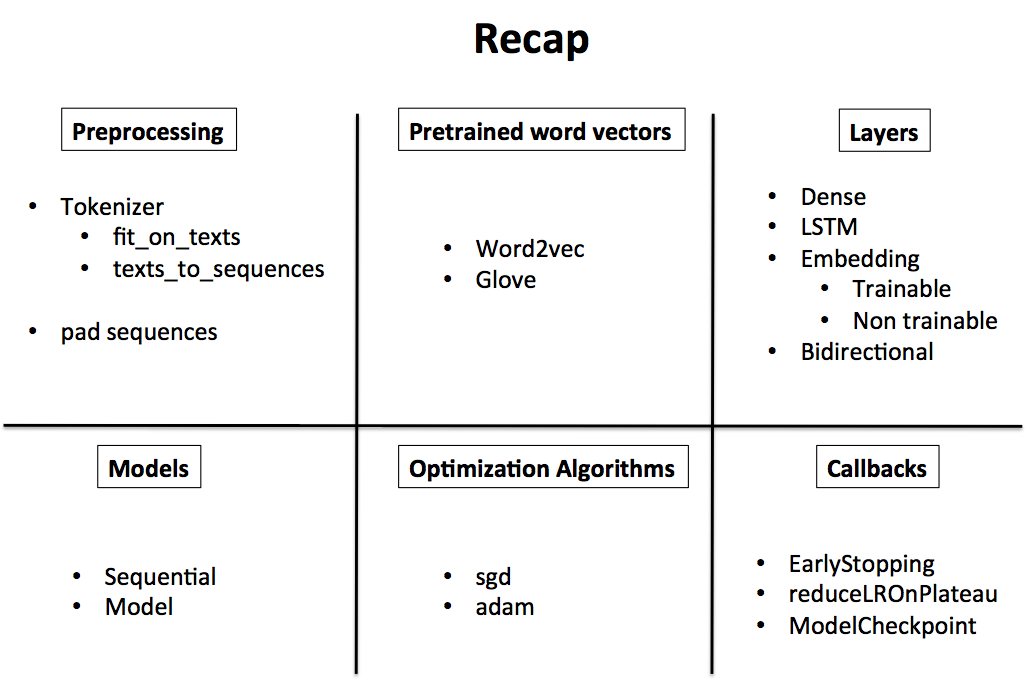 Recap
Preprocessing
• Tokenizer
• fit_on_texts
• texts_to_sequences
• pad sequences
Pretrained word vectors
• Word2vec
• Glove
Layers
• Dense
• LSTM
• Embedding
• Trainable
• Non trainable
• Bidirectional
Models
• Sequential
• Model
Optimization Algorithms
• sgd
• adam
Callbacks
• EarlyStopping
• reduceLROnPlateau
• ModelCheckpoint